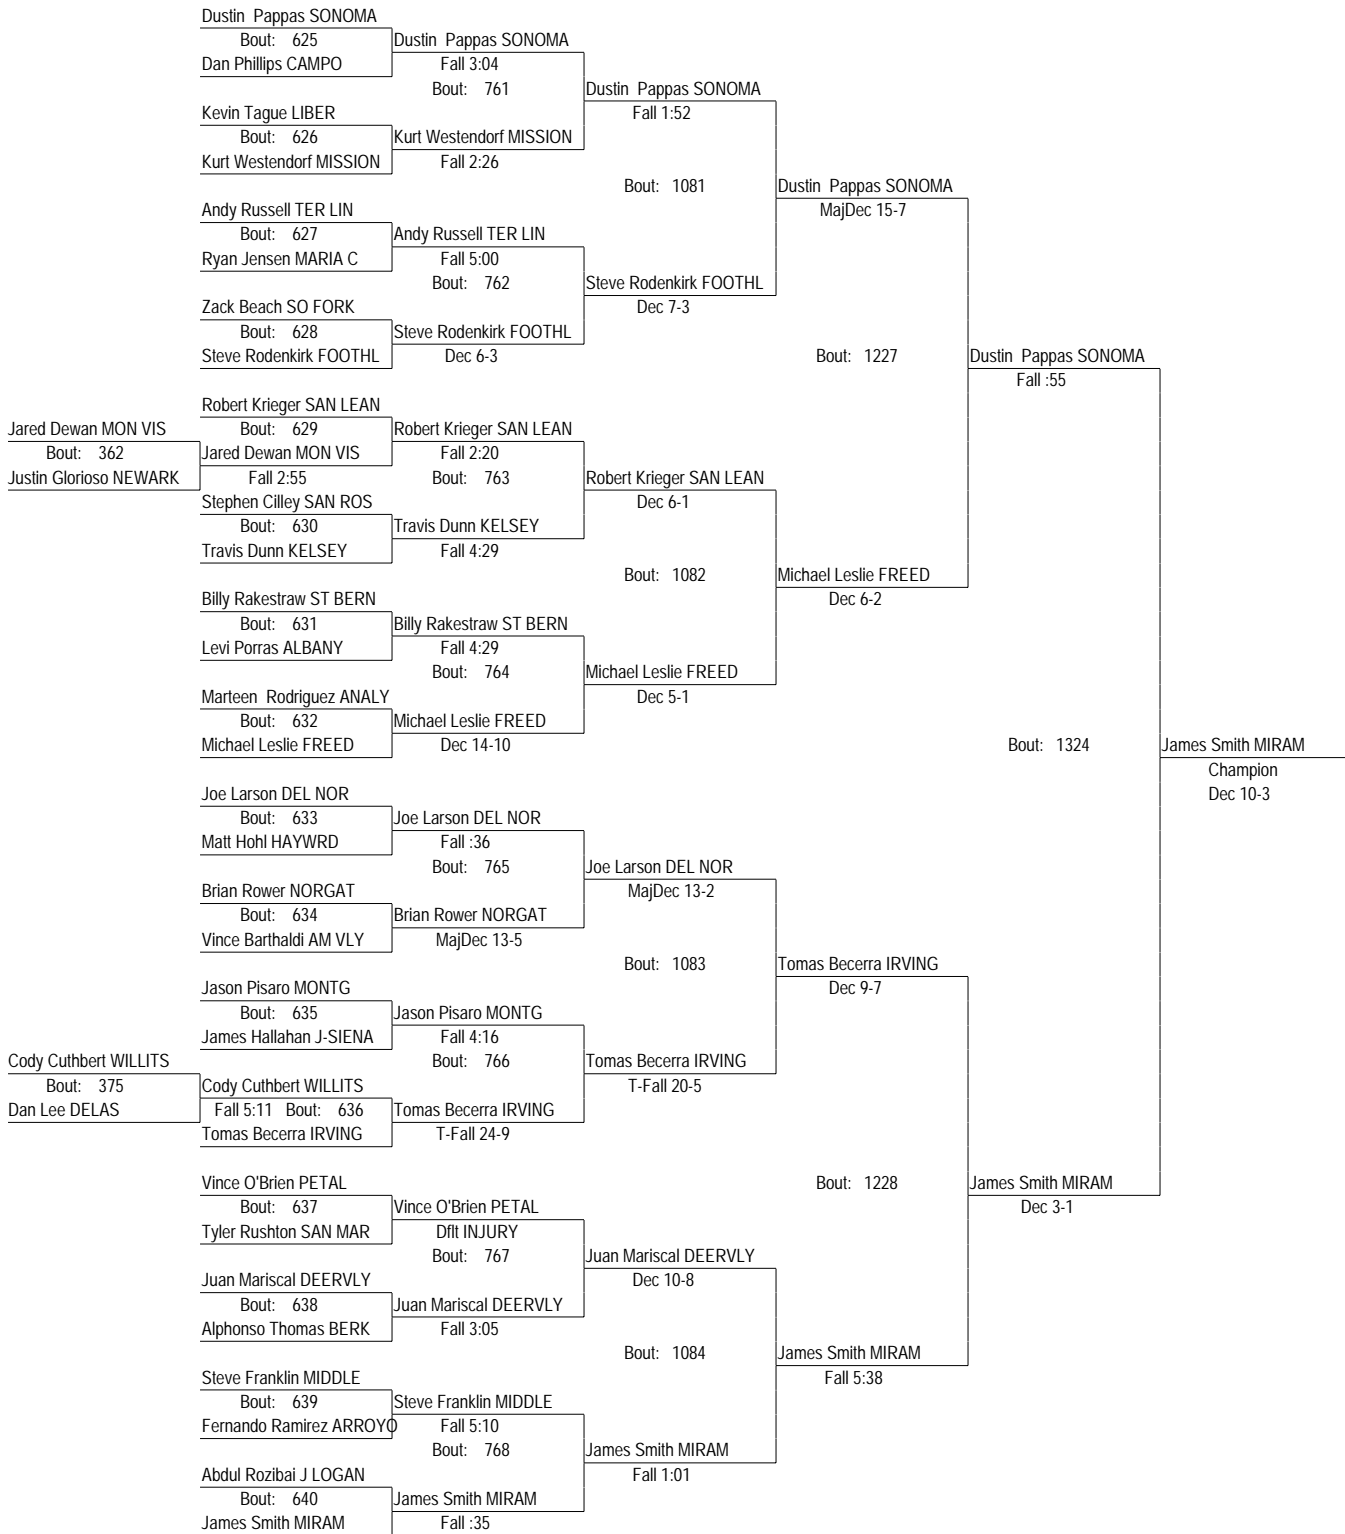 Dustin  Pappas SONOMA
Bout:   625
Dustin  Pappas SONOMA
Dan Phillips CAMPO
Fall 3:04
Bout:   761
Dustin  Pappas SONOMA
Kevin Tague LIBER
Fall 1:52
Bout:   626
Kurt Westendorf MISSION
Kurt Westendorf MISSION
Fall 2:26
Bout:   1081
Dustin  Pappas SONOMA
Andy Russell TER LIN
MajDec 15-7
Bout:   627
Andy Russell TER LIN
Ryan Jensen MARIA C
Fall 5:00
Bout:   762
Steve Rodenkirk FOOTHL
Zack Beach SO FORK
Dec 7-3
Bout:   628
Steve Rodenkirk FOOTHL
Steve Rodenkirk FOOTHL
Dec 6-3
Bout:   1227
Dustin  Pappas SONOMA
Fall :55
Robert Krieger SAN LEAN
Jared Dewan MON VIS
Bout:   629
Robert Krieger SAN LEAN
Bout:   362
Jared Dewan MON VIS
Fall 2:20
Justin Glorioso NEWARK
Fall 2:55
Bout:   763
Robert Krieger SAN LEAN
Stephen Cilley SAN ROS
Dec 6-1
Bout:   630
Travis Dunn KELSEY
Travis Dunn KELSEY
Fall 4:29
Bout:   1082
Michael Leslie FREED
Billy Rakestraw ST BERN
Dec 6-2
Bout:   631
Billy Rakestraw ST BERN
Levi Porras ALBANY
Fall 4:29
Bout:   764
Michael Leslie FREED
Marteen  Rodriguez ANALY
Dec 5-1
Bout:   632
Michael Leslie FREED
Michael Leslie FREED
Dec 14-10
Bout:   1324
James Smith MIRAM
Champion
Dec 10-3
Joe Larson DEL NOR
Bout:   633
Joe Larson DEL NOR
Matt Hohl HAYWRD
Fall :36
Bout:   765
Joe Larson DEL NOR
Brian Rower NORGAT
MajDec 13-2
Bout:   634
Brian Rower NORGAT
Vince Barthaldi AM VLY
MajDec 13-5
Bout:   1083
Tomas Becerra IRVING
Jason Pisaro MONTG
Dec 9-7
Bout:   635
Jason Pisaro MONTG
James Hallahan J-SIENA
Fall 4:16
Cody Cuthbert WILLITS
Bout:   766
Tomas Becerra IRVING
Bout:   375
Cody Cuthbert WILLITS
T-Fall 20-5
Dan Lee DELAS
Fall 5:11   Bout:   636
Tomas Becerra IRVING
Tomas Becerra IRVING
T-Fall 24-9
Vince O'Brien PETAL
Bout:   1228
James Smith MIRAM
Bout:   637
Vince O'Brien PETAL
Dec 3-1
Tyler Rushton SAN MAR
Dflt INJURY
Bout:   767
Juan Mariscal DEERVLY
Juan Mariscal DEERVLY
Dec 10-8
Bout:   638
Juan Mariscal DEERVLY
Alphonso Thomas BERK
Fall 3:05
Bout:   1084
James Smith MIRAM
Steve Franklin MIDDLE
Fall 5:38
Bout:   639
Steve Franklin MIDDLE
Fernando Ramirez ARROYO
Fall 5:10
Bout:   768
James Smith MIRAM
Abdul Rozibai J LOGAN
Fall 1:01
Bout:   640
James Smith MIRAM
James Smith MIRAM
Fall :35